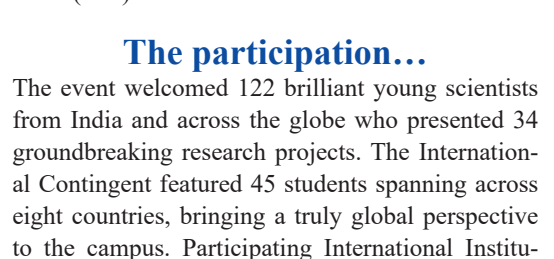 The participation…
The event welcomed 122 brilliant young scientists
from India and across the globe who presented 34
groundbreaking research projects. The Internation-
al Contingent featured 45 students spanning across
eight countries, bringing a truly global perspective
to the campus. Participating International Institu-